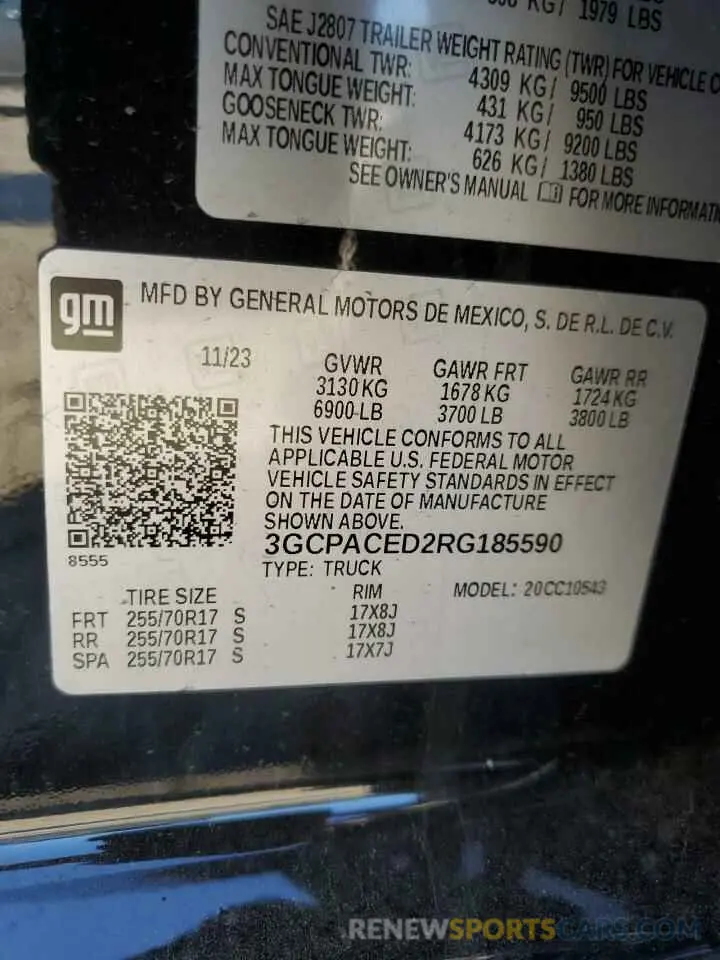 KG/ 1979 LBS
SAE J2807 TRAILER WEIGHT RATING (TWR) FOR VEHICLE
CONVENTIONAL TWR: 4309 KG/ 9500 LBS
MAX TONGUE WEIGHT: 431 KG/ 950 LBS
GOOSENECK TWR: 4173 KG/ 9200 LBS
MAX TONGUE WEIGHT: 626 KG/ 1380 LBS
SEE OWNER'S MANUAL FOR MORE INFORMATI
gm
MFD BY GENERAL MOTORS DE MEXICO, S. DE R.L. DE C.V.
11/23 GVWR GAWR FRT GAWR RR
3130 KG 1678 KG 1724 KG
6900 LB 3700 LB 3800 LB
THIS VEHICLE CONFORMS TO ALL
APPLICABLE U.S. FEDERAL MOTOR
VEHICLE SAFETY STANDARDS IN EFFECT
ON THE DATE OF MANUFACTURE
SHOWN ABOVE.
3GCPACED2RG185590
8555
TYPE: TRUCK MODEL: 20CC10543
TIRE SIZE RIM
FRT 255/70R17 S 17X8J
RR 255/70R17 S 17X8J
SPA 255/70R17 S 17X7J
RENEWSPORTSCARS.COM